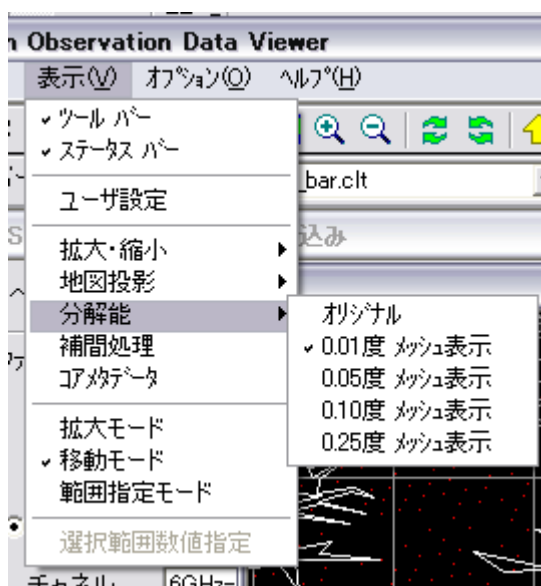 n Observation Data Viewer
表示(V) ｵﾌﾟｼｮﾝ(O) ﾍﾙﾌﾟ(H)
ﾂｰﾙ ﾊﾞｰ
ｽﾃｰﾀｽ ﾊﾞｰ
_bar.clt
ユーザ設定
込み
拡大・縮小
地図投影
分解能
補間処理
ｺｱﾒﾀﾃﾞｰﾀ
ｵﾘｼﾞﾅﾙ
0.01度 ﾒｯｼｭ表示
0.05度 ﾒｯｼｭ表示
0.10度 ﾒｯｼｭ表示
0.25度 ﾒｯｼｭ表示
拡大モード
移動モード
範囲指定モード
選択範囲数値指定
チャネル 6GHz-